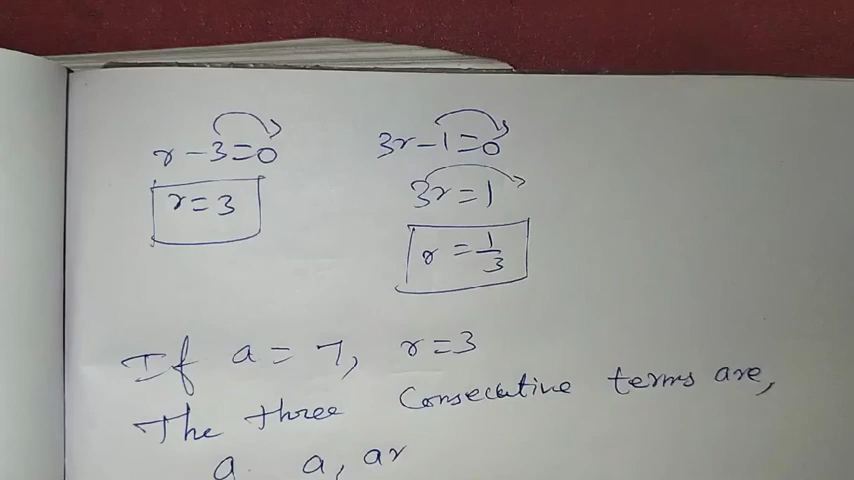 r-3=0 3r-1=0
r=3 3r=1
r=1/3
If a=7, r=3
The three consecutive terms are,
a a, ar